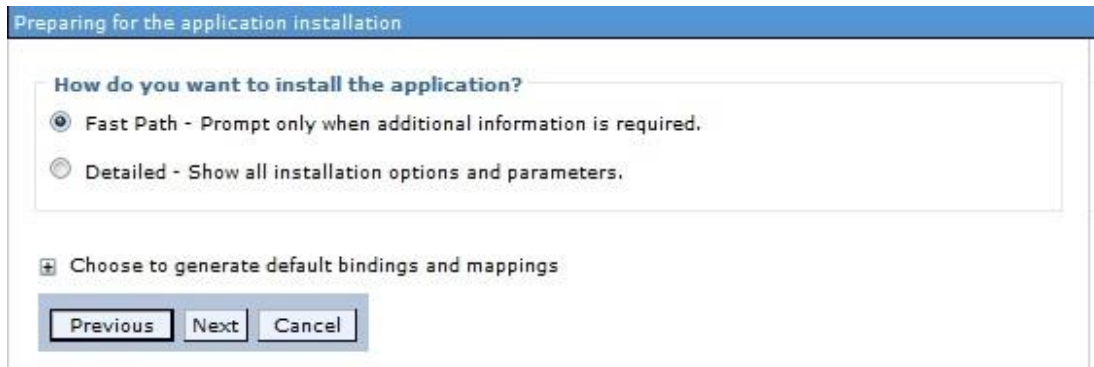 Preparing for the application installation
How do you want to install the application?
Fast Path - Prompt only when additional information is required.
Detailed - Show all installation options and parameters.
Choose to generate default bindings and mappings
Previous Next Cancel